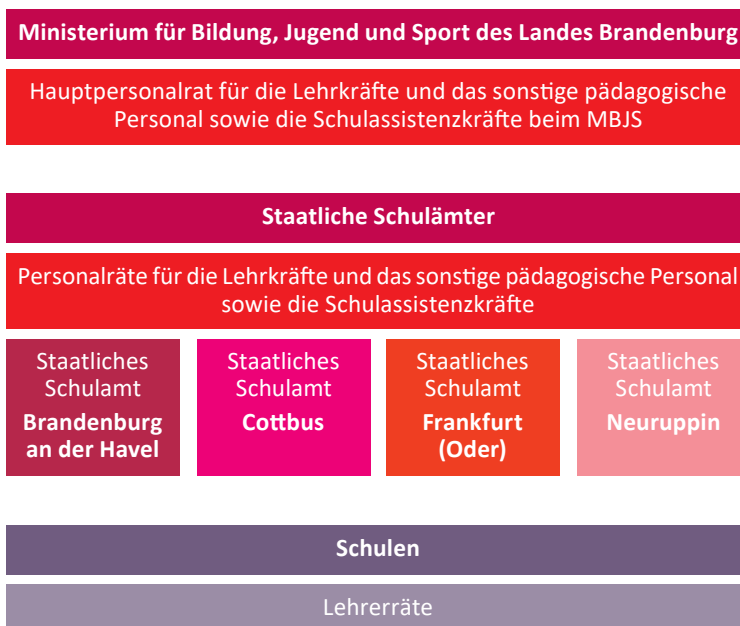 Ministerium für Bildung, Jugend und Sport des Landes Brandenburg
Hauptpersonalrat für die Lehrkräfte und das sonstige pädagogische
Personal sowie die Schulassistenzkräfte beim MBJS
Staatliche Schulämter
Personalräte für die Lehrkräfte und das sonstige pädagogische Personal
sowie die Schulassistenzkräfte
Staatliches
Schulamt
Brandenburg
an der Havel
Staatliches
Schulamt
Cottbus
Staatliches
Schulamt
Frankfurt
(Oder)
Staatliches
Schulamt
Neuruppin
Schulen
Lehrerräte